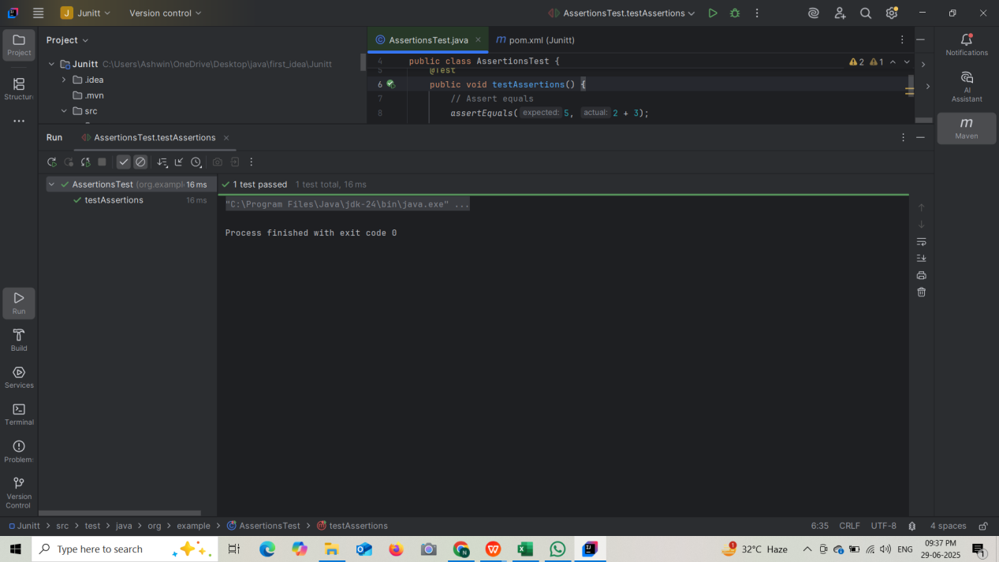 J Junitt Version control AssertionsTest.testAssertions
Project Project AssertionsTest.java m pom.xml (Junitt) Notifications
Junitt C:\Users\Ashwin\OneDrive\Desktop\java\first_idea\Junitt 4 public class AssertionsTest { 2 1
5 @Test
.idea 6 public void testAssertions() {
.mvn 7 // Assert equals
src 8 assertEquals( expected: 5, actual: 2 + 3);
AI
Assistant
m
Maven
Run AssertionsTest.testAssertions
AssertionsTest (org.exampl 16 ms 1 test passed 1 test total, 16 ms
testAssertions 16 ms "C:\Program Files\Java\jdk-24\bin\java.exe" ...
Process finished with exit code 0
Structure
Run
Build
Services
Terminal
Problems
Version
Control
Junitt > src > test > java > org > example > AssertionsTest > testAssertions 6:35 CRLF UTF-8 4 spaces
Type here to search 1 32°C Haze ENG 09:37 PM
29-06-2025 1